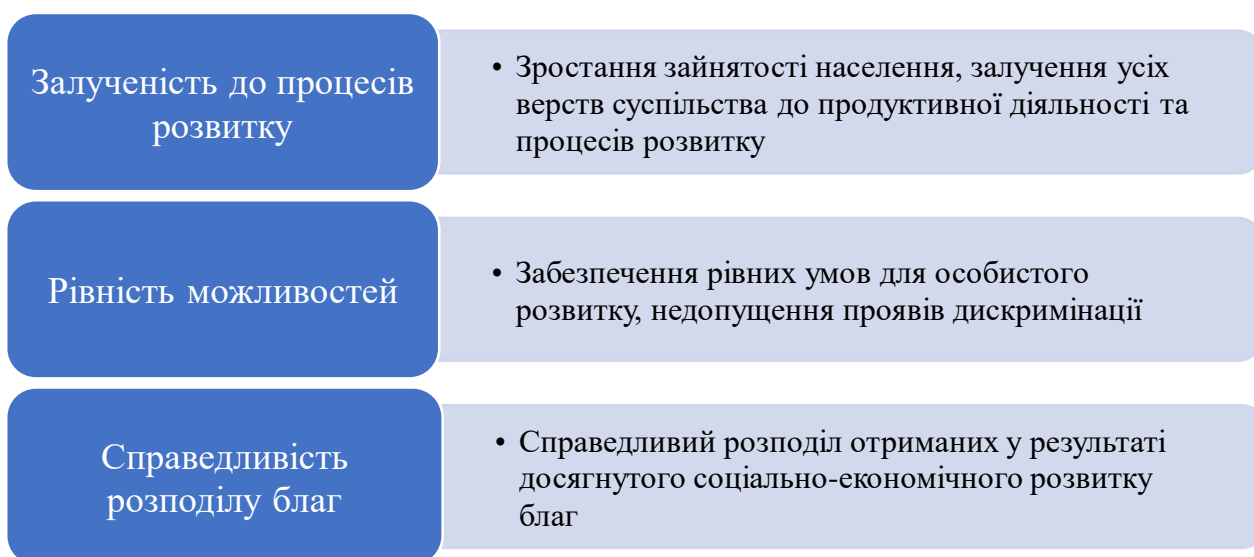 Залученість до процесів
розвитку
• Зростання зайнятості населення, залучення усіх
верств суспільства до продуктивної діяльності та
процесів розвитку
Рівність можливостей
• Забезпечення рівних умов для особистого
розвитку, недопущення проявів дискримінації
Справедливість
розподілу благ
• Справедливий розподіл отриманих у результаті
досягнутого соціально-економічного розвитку
благ